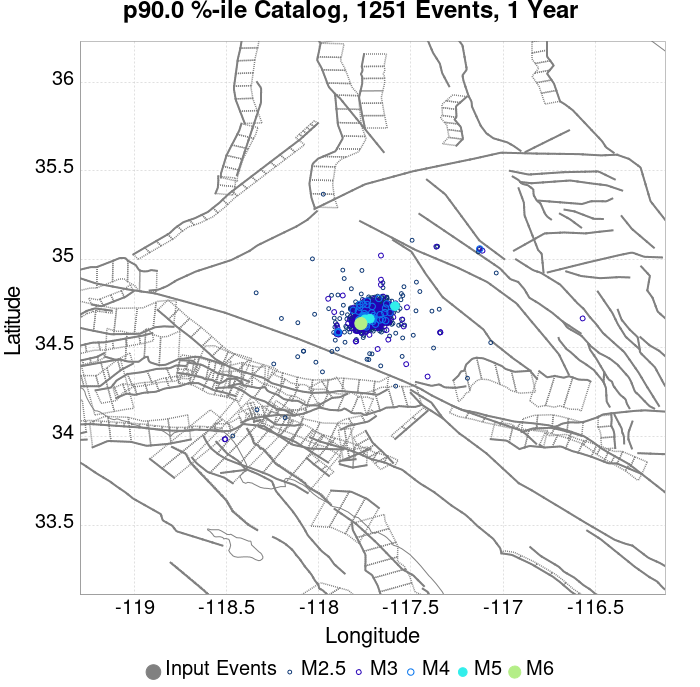 p90.0 %-ile Catalog, 1251 Events, 1 Year
36
35.5
35
34.5
34
33.5
Latitude
-119 -118.5 -118 -117.5 -117 -116.5
Longitude
Input Events M2.5 M3 M4 M5 M6